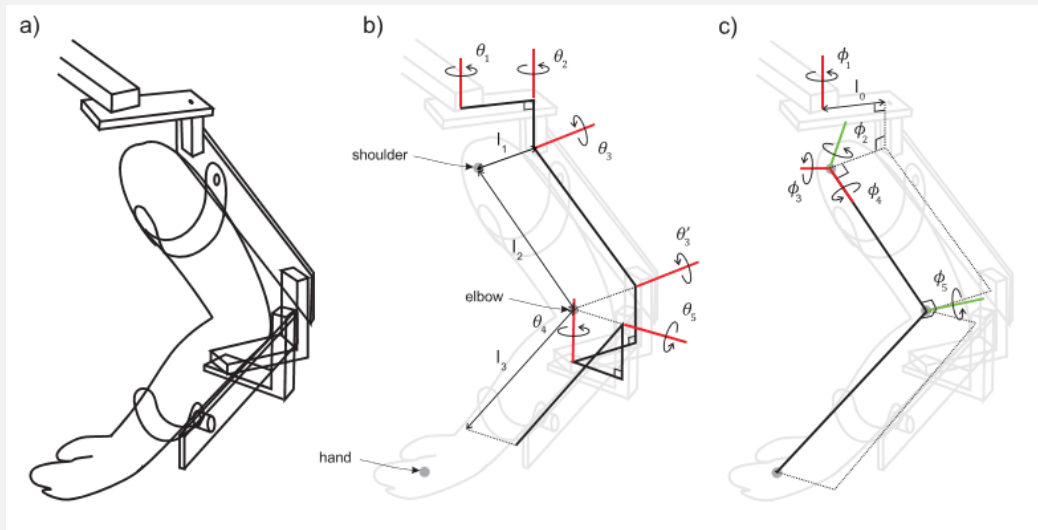 a)
b)
c)
θ₁
θ₂
θ₃
l₁
shoulder
l₂
θ′₃
elbow
θ₄
θ₅
l₃
hand
ϕ₁
l₀
ϕ₂
ϕ₃
ϕ₄
ϕ₅